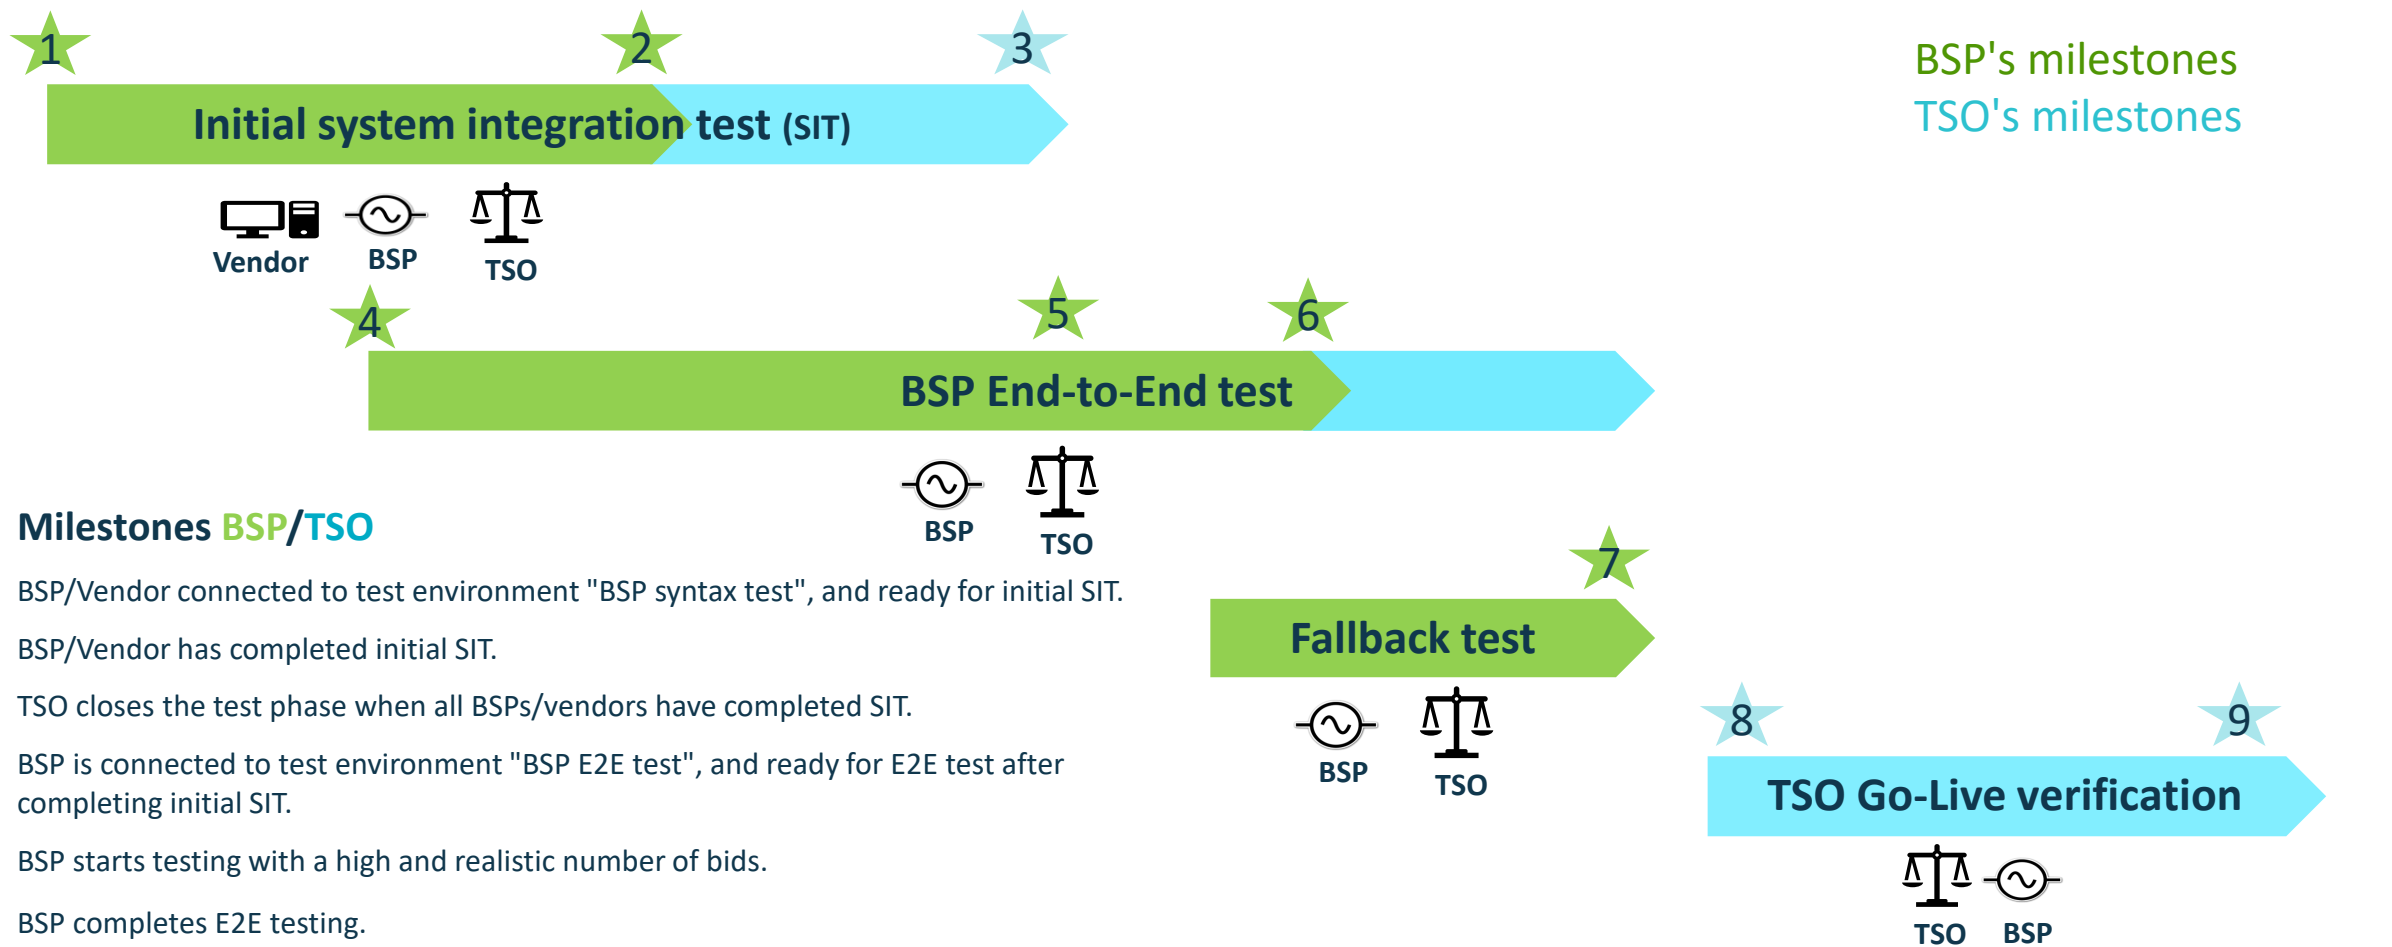 1
2
3
BSP's milestones
TSO's milestones
Initial system integration test (SIT)
Vendor
BSP
TSO
4
5
6
BSP End-to-End test
BSP
TSO
Milestones BSP/TSO
BSP/Vendor connected to test environment "BSP syntax test", and ready for initial SIT.
BSP/Vendor has completed initial SIT.
TSO closes the test phase when all BSPs/vendors have completed SIT.
BSP is connected to test environment "BSP E2E test", and ready for E2E test after
completing initial SIT.
BSP starts testing with a high and realistic number of bids.
BSP completes E2E testing.
7
Fallback test
BSP
TSO
8
9
TSO Go-Live verification
TSO
BSP